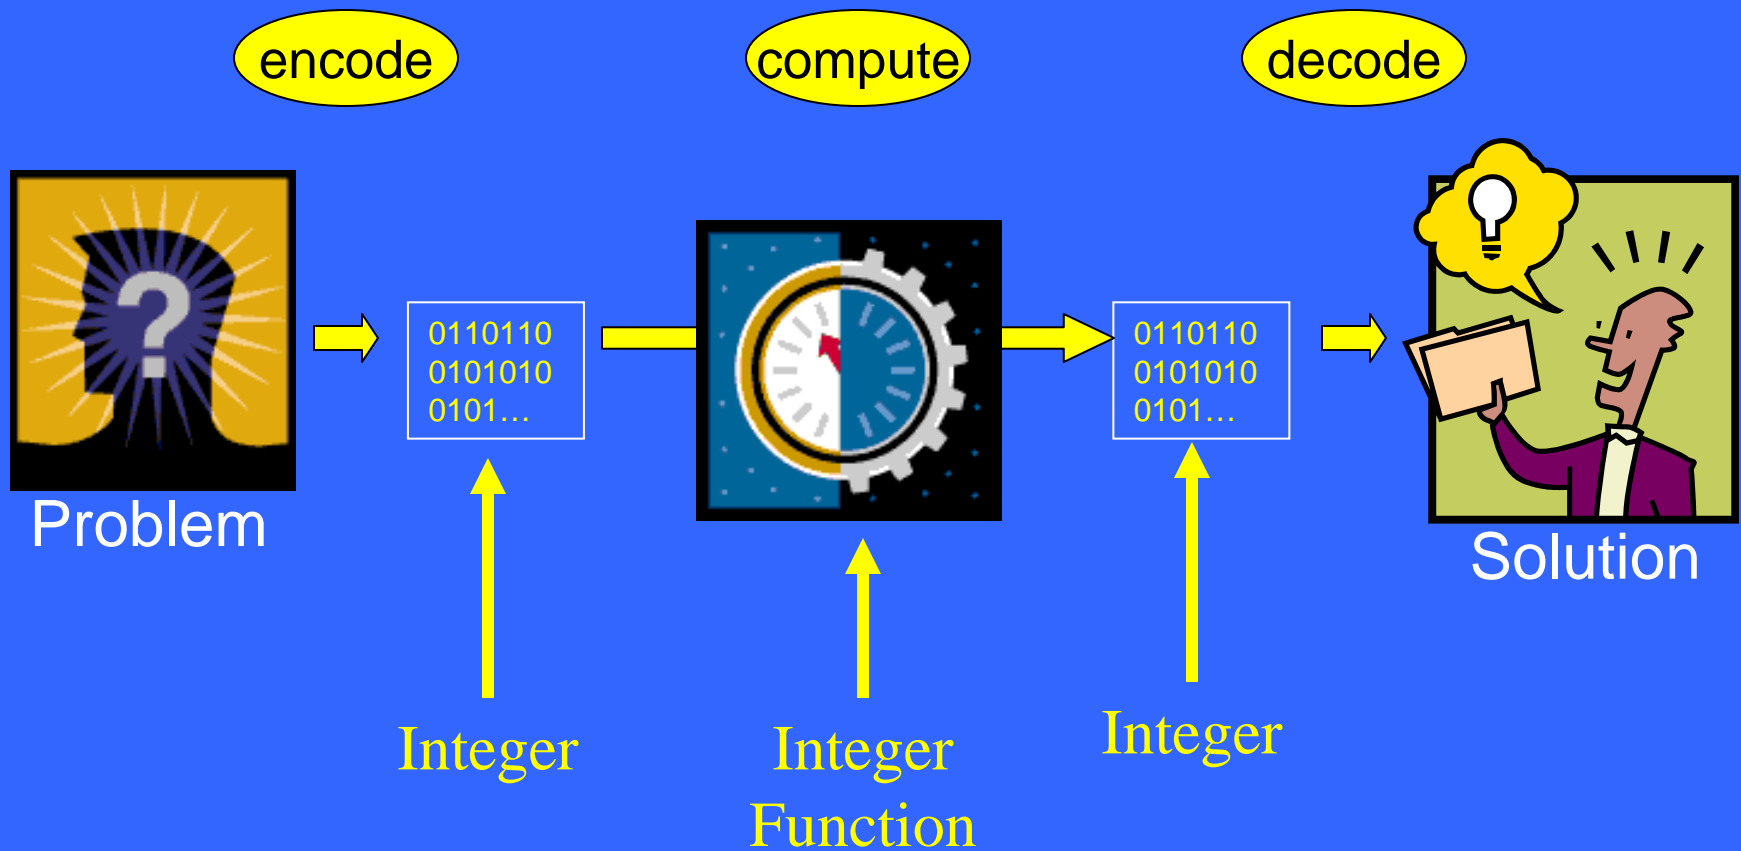 encode
compute
decode
?
Problem
0110110
0101010
0101…
0110110
0101010
0101…
Solution
Integer
Integer
Function
Integer